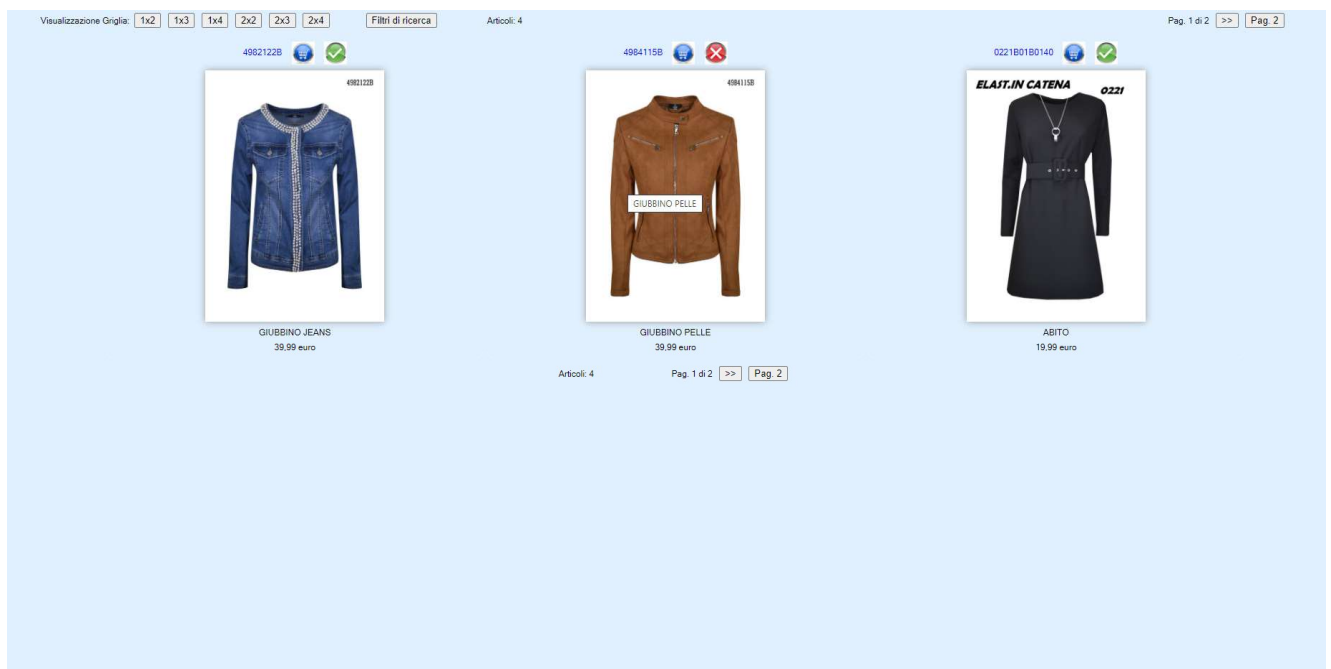 Visualizzazione Griglia: 1x2 1x3 1x4 2x2 2x3 2x4 Filtri di ricerca Articoli: 4 Pag. 1 di 2 >> Pag. 2
4982122B 4984115B 0221B01B0140
4982122B 4984115B ELAST.IN CATENA 0221
GIUBBINO PELLE
GIUBBINO JEANS GIUBBINO PELLE ABITO
39,99 euro 39,99 euro 19,99 euro
Articoli: 4 Pag. 1 di 2 >> Pag. 2